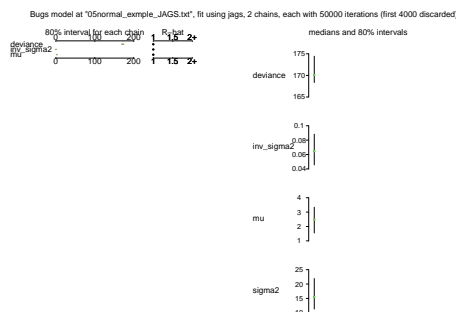 Bugs model at "05normal_exmple_JAGS.txt", fit using jags, 2 chains, each with 50000 iterations (first 4000 discarded)
80% interval for each chain R-hat
medians and 80% intervals
0 100 200 1 1.5 2+
deviance
inv_sigma2
mu
0 100 200 1 1.5 2+
deviance
175
170
165
inv_sigma2
0.1
0.08
0.06
0.04
mu
4
3
2
1
sigma2
25
20
15
10